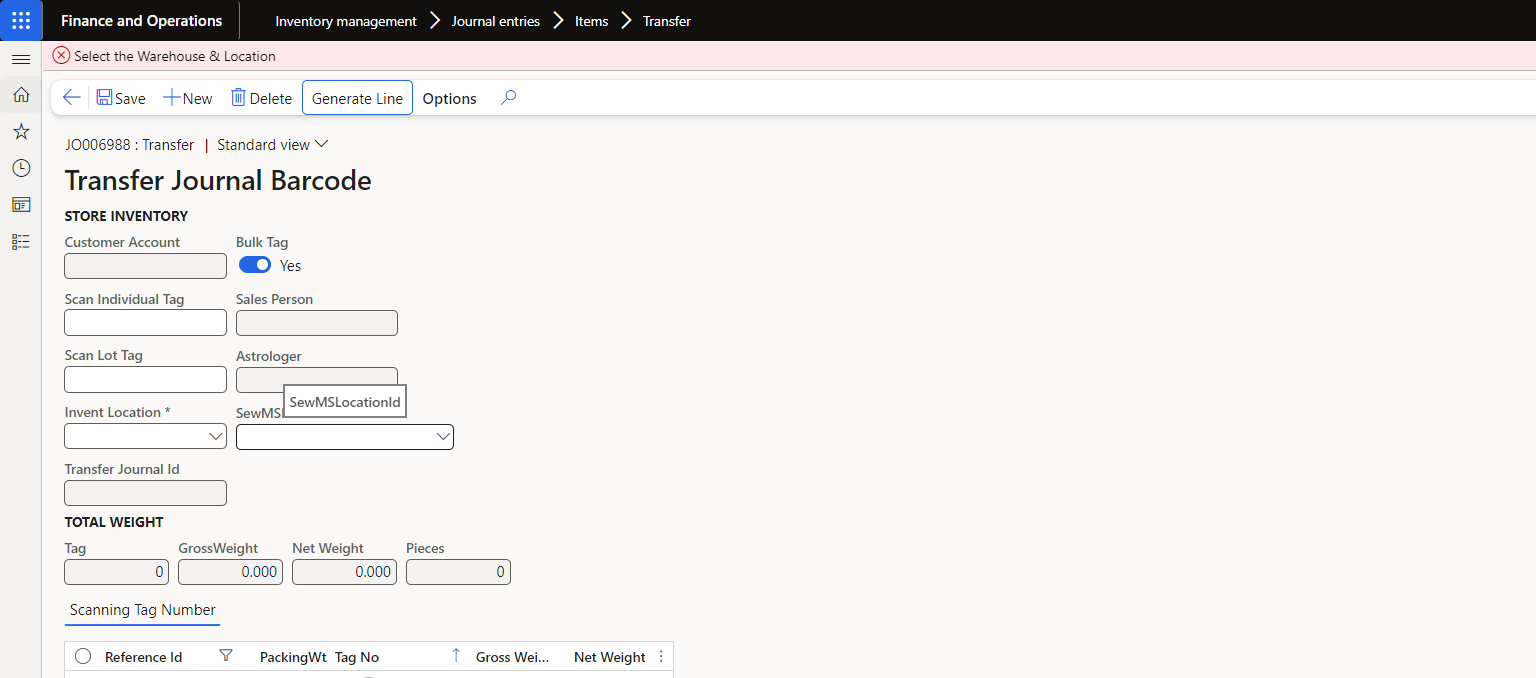 Finance and Operations Inventory management Journal entries Items Transfer
Select the Warehouse & Location
Save New Delete Generate Line Options
JO006988 : Transfer | Standard view
Transfer Journal Barcode
STORE INVENTORY
Customer Account Bulk Tag
Yes
Scan Individual Tag Sales Person
Scan Lot Tag Astrologer
SewMSLocationId
Invent Location *
Transfer Journal Id
TOTAL WEIGHT
Tag GrossWeight Net Weight Pieces
0 0.000 0.000 0
Scanning Tag Number
Reference Id PackingWt Tag No Gross Wei... Net Weight